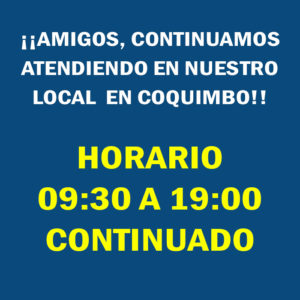 ¡¡AMIGOS, CONTINUAMOS
ATENDIENDO EN NUESTRO
LOCAL EN COQUIMBO!!
HORARIO
09:30 A 19:00
CONTINUADO